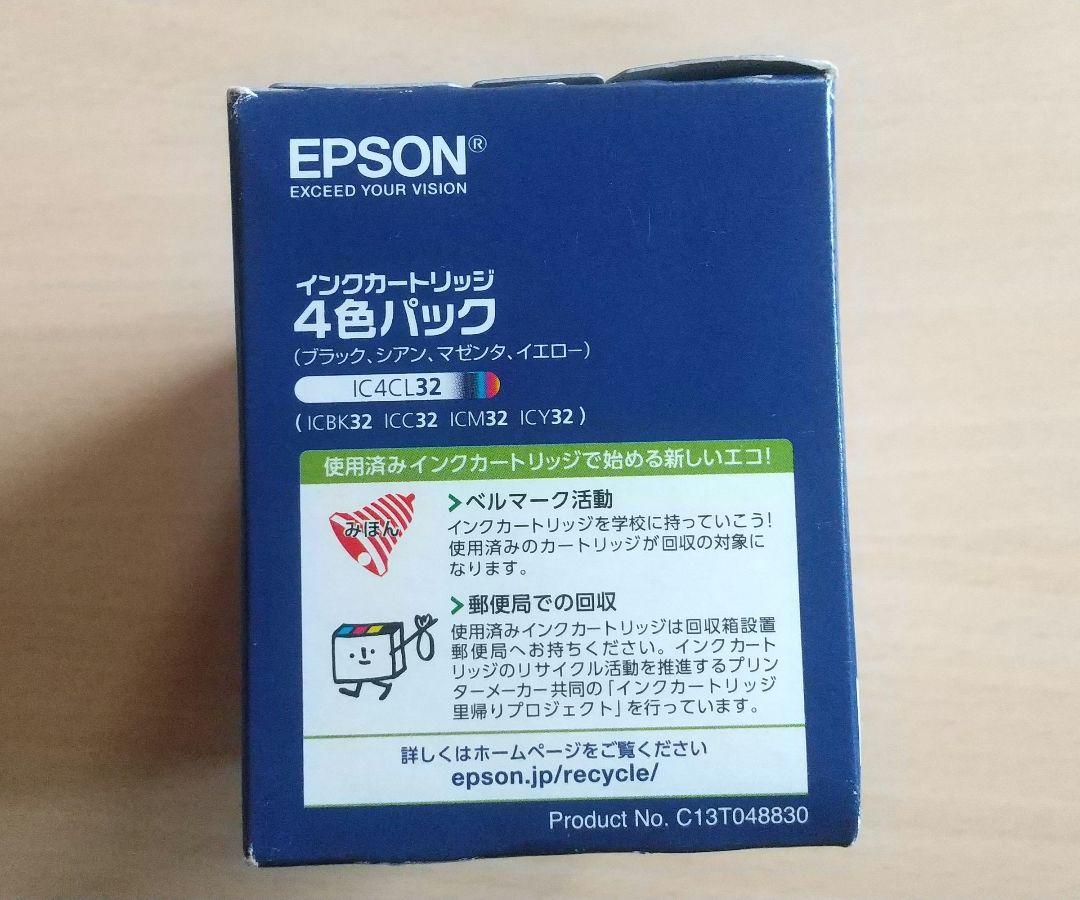 EPSON®
EXCEED YOUR VISION
インクカートリッジ
4色パック
（ブラック、シアン、マゼンタ、イエロー）
IC4CL32
( ICBK32 ICC32 ICM32 ICY32 )
使用済みインクカートリッジで始める新しいエコ!
みほん
ベルマーク活動
インクカートリッジを学校に持っていこう!
使用済みのカートリッジが回収の対象に
なります。
郵便局での回収
使用済みインクカートリッジは回収箱設置
郵便局へお持ちください。インクカート
リッジのリサイクル活動を推進するプリン
ターメーカー共同の「インクカートリッジ
里帰りプロジェクト」を行っています。
詳しくはホームページをご覧ください
epson.jp/recycle/
Product No. C13T048830